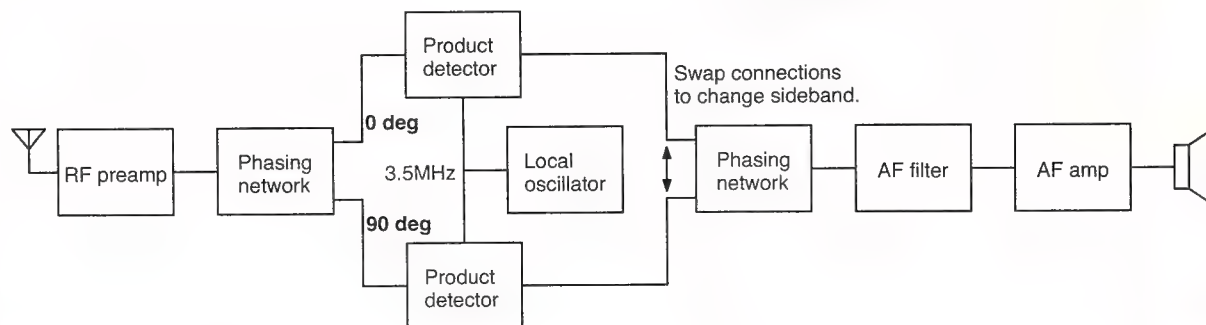 Product
detector
Swap connections
to change sideband.
0 deg
RF preamp
Phasing
network
3.5MHz
Local
oscillator
Phasing
network
AF filter
AF amp
90 deg
Product
detector